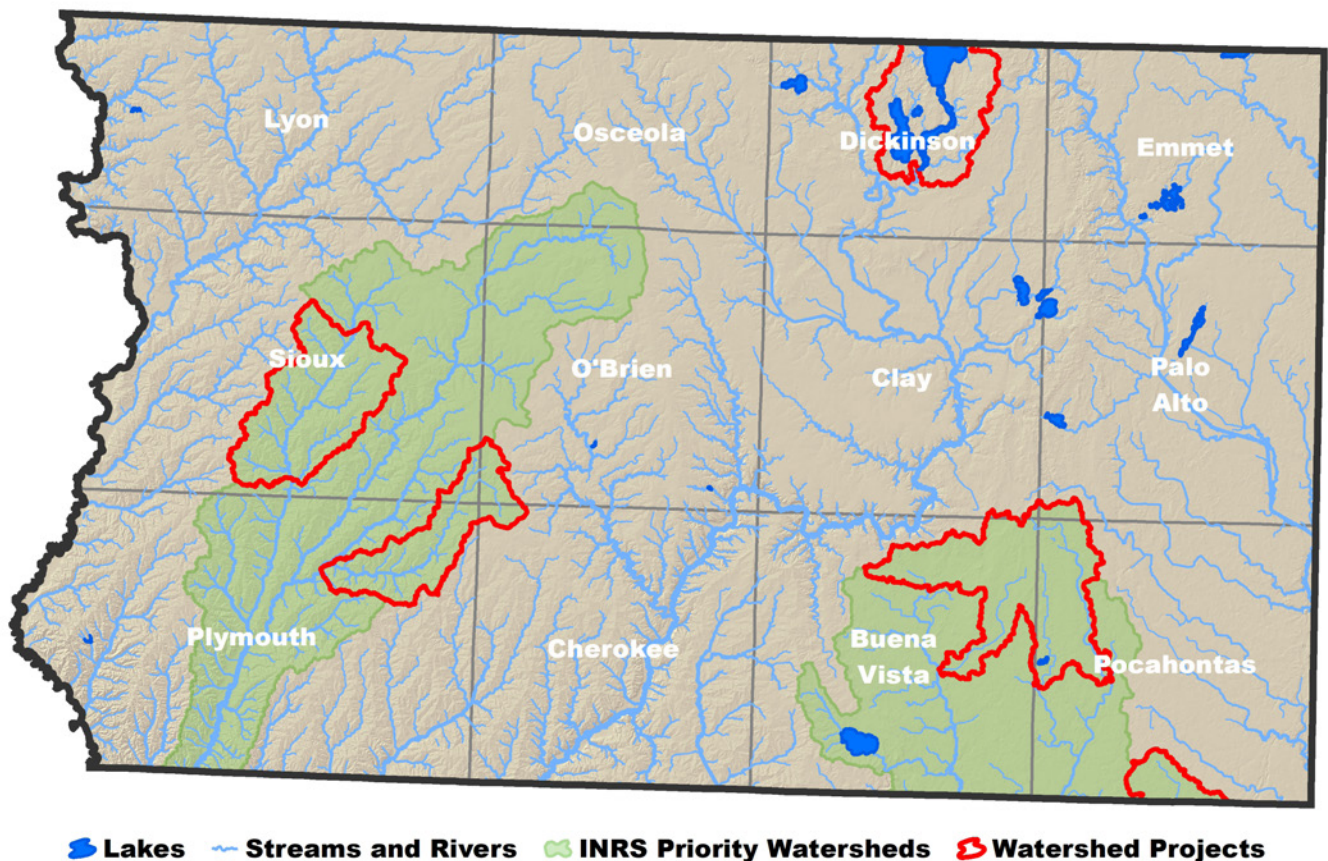 Lyon
Osceola
Dickinson
Emmet
Sioux
O'Brien
Clay
Palo
Alto
Plymouth
Cherokee
Buena
Vista
Pocahontas
Lakes
Streams and Rivers
INRS Priority Watersheds
Watershed Projects